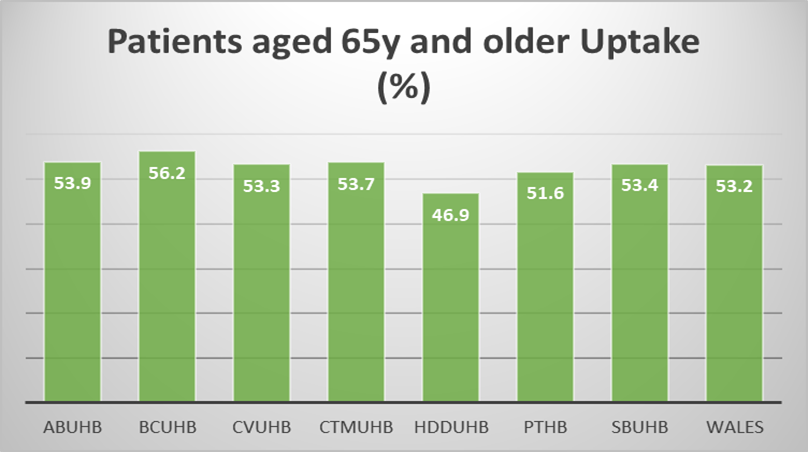 Patients aged 65y and older Uptake
(%)
53.9 56.2 53.3 53.7 46.9 51.6 53.4 53.2
ABUHB BCUHB CVUHB CTMUHB HDDUHB PTHB SBUHB WALES